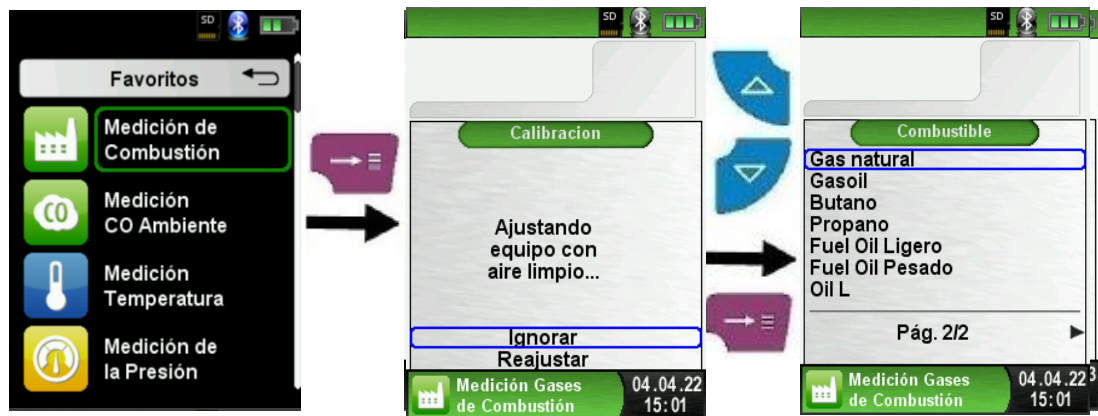 SD
Favoritos
Medición de
Combustión
CO
Medición
CO Ambiente
Medición
Temperatura
Medición de
la Presión
SD
Calibracion
Ajustando
equipo con
aire limpio...
Ignorar
Reajustar
Medición Gases
de Combustión
04.04.22
15:01
SD
Combustible
Gas natural
Gasoil
Butano
Propano
Fuel Oil Ligero
Fuel Oil Pesado
Oil L
Pág. 2/2
Medición Gases
de Combustión
04.04.22
15:01
3